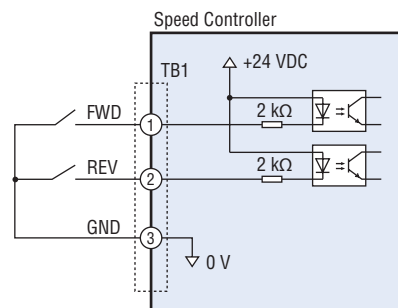 Speed Controller
TB1
+24 VDC
FWD
1
2 kΩ
REV
2
2 kΩ
GND
3
0 V